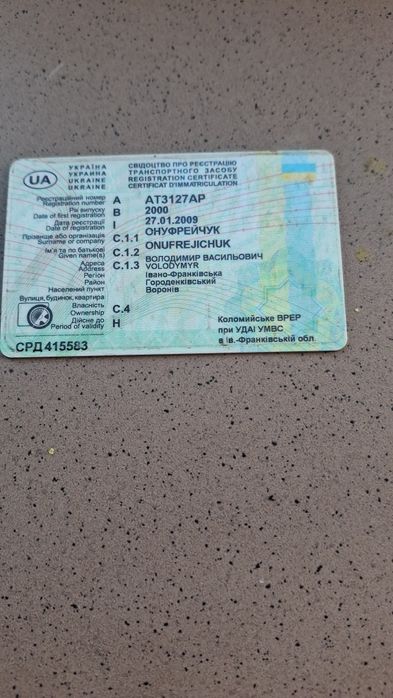 UA
УКРАЇНА
УКРАИНА
UKRAINE
UKRAINE
СВІДОЦТВО ПРО РЕЄСТРАЦІЮ
ТРАНСПОРТНОГО ЗАСОБУ
REGISTRATION CERTIFICATE
CERTIFICAT D'IMMATRICULATION
Реєстраційний номер
Registration number A AT3127AP
Рік випуску
Date of first registration B 2000
Дата реєстрації
Date of registration I 27.01.2009
Прізвище або організація
Surname or company C.1.1 ОНУФРЕЙЧУК
ONUFREJCHUK
Ім'я та по батькові
Given name(s) C.1.2 ВОЛОДИМИР ВАСИЛЬОВИЧ
VOLODYMYR
Адреса
Address C.1.3
Регіон Івано-Франківська
Район Городенківський
Населений пункт Воронів
Вулиця, будинок, квартира
Власність
Ownership C.4
Дійсне до
Period of validity H
Коломийське ВРЕР
при УДАІ УМВС
в Ів.-Франківській обл.
СРД 415583